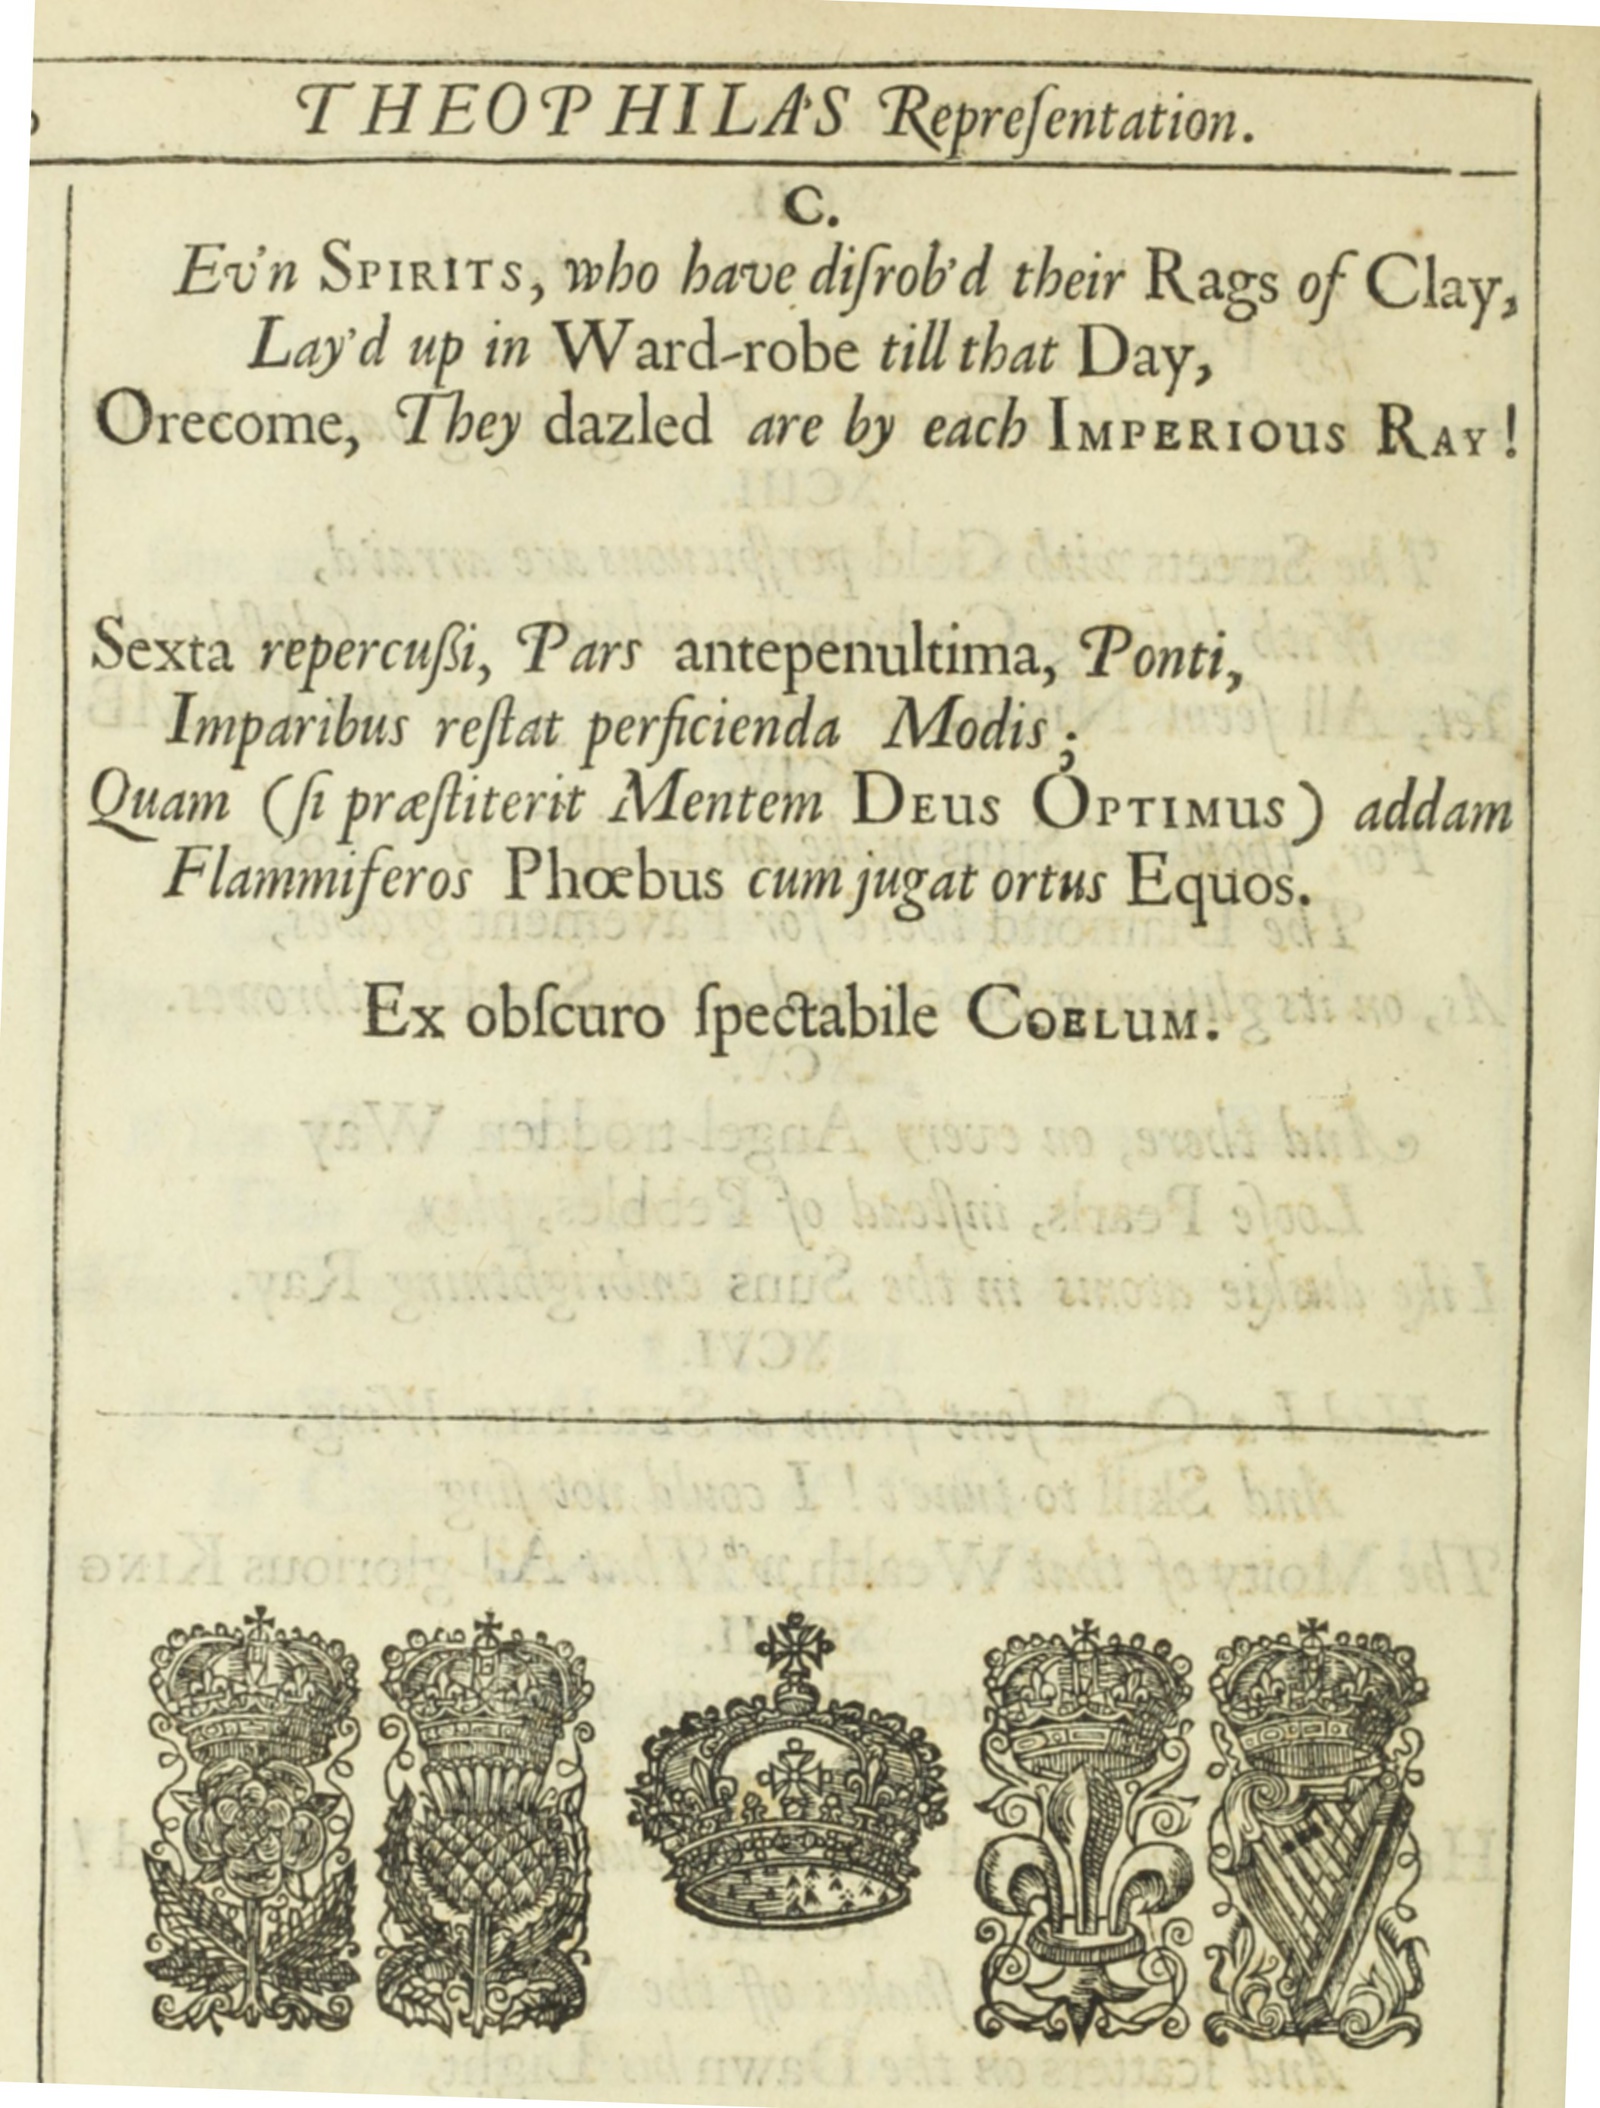 THEOPHILA'S Repreſentation.
C.
Ev'n SPIRITS, who have diſrob'd their Rags of Clay,
Lay'd up in Ward-robe till that Day,
Orecome, They dazled are by each IMPERIOUS RAY!
Sexta repercuſſi, Pars antepenultima, Ponti,
Imparibus reſtat perficienda Modis;
Quam (ſi præſtiterit Mentem DEUS OPTIMUS) addam
Flammiferos Phœbus cum jugat ortus Equos.
Ex obſcuro ſpectabile COELUM.